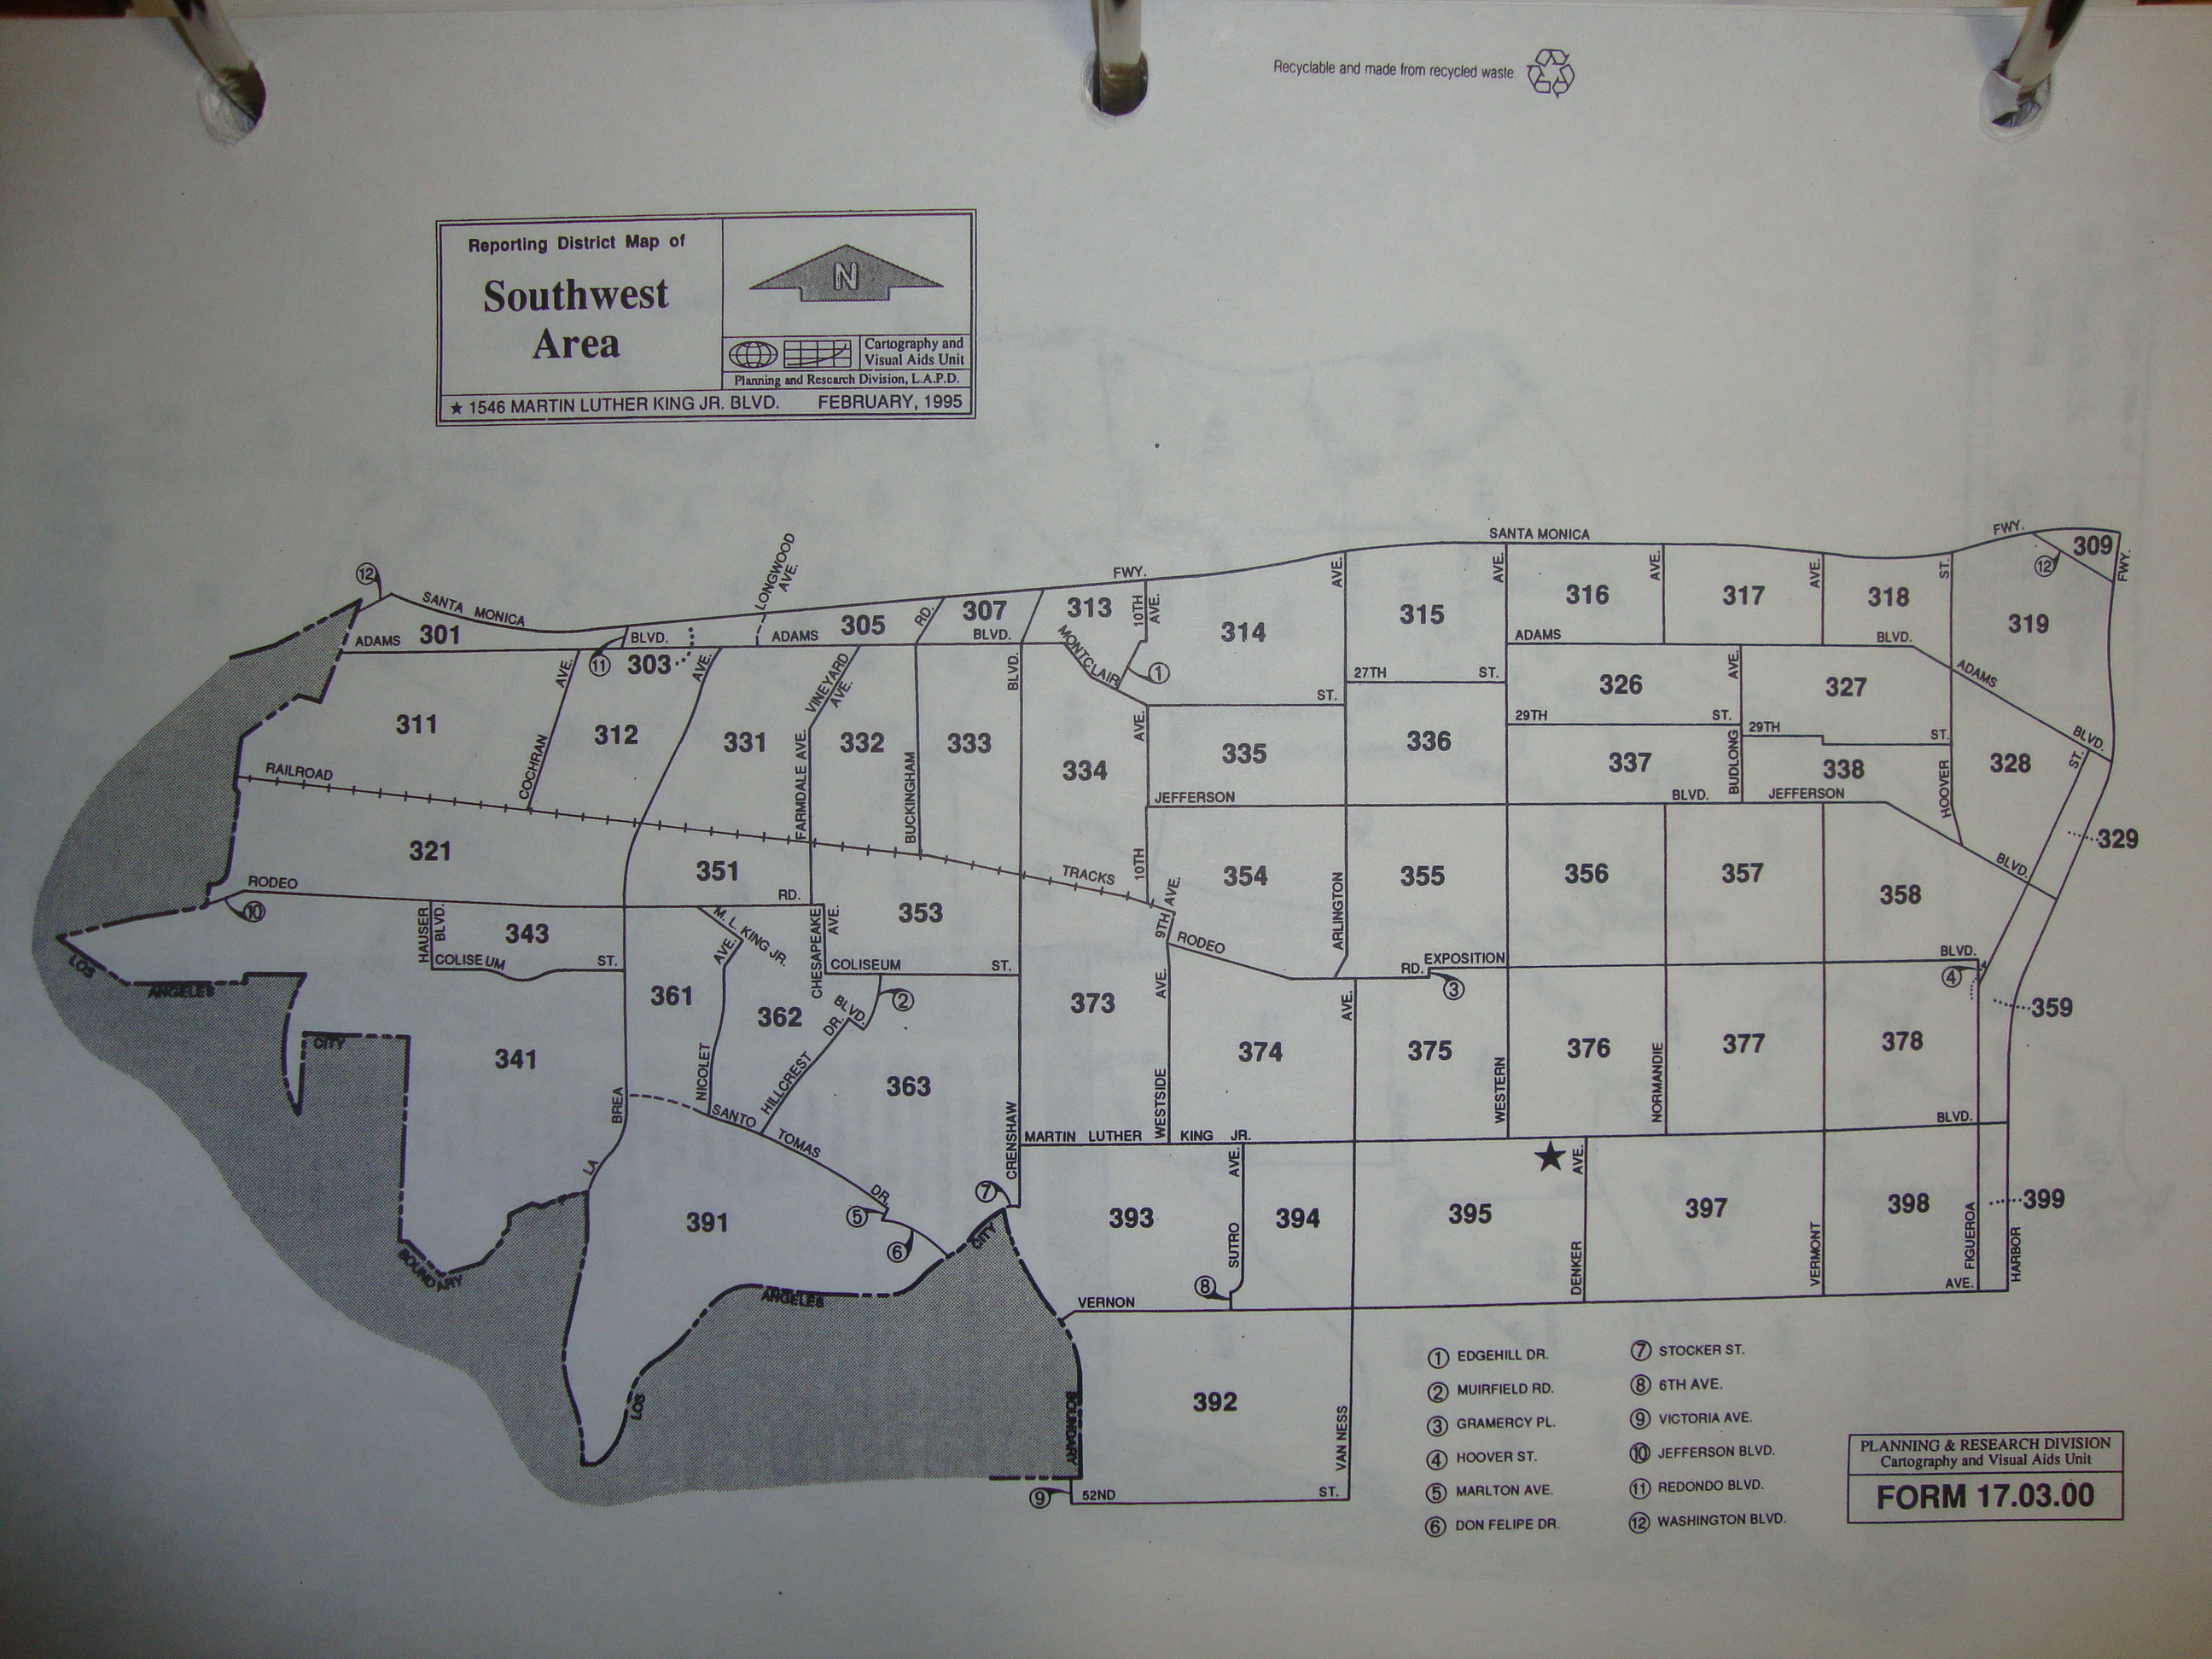 Recyclable and made from recycled waste
Reporting District Map of
Southwest
Area
N
Cartography and
Visual Aids Unit
Planning and Research Division, L.A.P.D.
★ 1546 MARTIN LUTHER KING JR. BLVD. FEBRUARY, 1995
SANTA MONICA
FWY.
309
FWY.
12
LONGWOOD
AVE.
FWY.
12
SANTA MONICA
ADAMS
301
11
BLVD.
303
ADAMS
305
RD.
307
BLVD.
313
10TH
AVE.
MONTCLAIR
1
314
AVE.
315
AVE.
316
AVE.
317
AVE.
318
ST.
319
ADAMS
BLVD.
ADAMS
BLVD.
27TH
ST.
ST.
326
AVE.
327
29TH
ST.
29TH
ST.
328
ST.
311
AVE.
COCHRAN
312
AVE.
331
VINEYARD
AVE.
FARMDALE AVE.
332
BUCKINGHAM
333
BLVD.
334
AVE.
335
336
337
BUDLONG
338
HOOVER
JEFFERSON
BLVD.
JEFFERSON
BLVD.
329
RAILROAD
TRACKS
321
351
353
10TH
9TH
AVE.
354
ARLINGTON
355
356
357
358
RODEO
RD.
10
HAUSER
BLVD.
343
COLISEUM
ST.
M. L. KING JR.
BLVD.
CHESAPEAKE
AVE.
COLISEUM
ST.
RODEO
RD.
EXPOSITION
BLVD.
3
4
359
LOS
ANGELES
CITY
BOUNDARY
341
361
AVE.
NICOLET
362
DR.
HILLCREST
2
363
CRENSHAW
373
AVE.
WESTSIDE
374
AVE.
375
WESTERN
376
NORMANDIE
377
378
LA
BREA
SANTO
TOMAS
DR.
5
6
7
MARTIN LUTHER
KING JR.
BLVD.
391
393
AVE.
SUTRO
8
394
395
AVE.
DENKER
397
VERMONT
398
FIGUEROA
399
HARBOR
VERNON
AVE.
LOS
ANGELES
CITY
BOUNDARY
392
VAN NESS
9
52ND
ST.
1 EDGEHILL DR.
2 MUIRFIELD RD.
3 GRAMERCY PL.
4 HOOVER ST.
5 MARLTON AVE.
6 DON FELIPE DR.
7 STOCKER ST.
8 6TH AVE.
9 VICTORIA AVE.
10 JEFFERSON BLVD.
11 REDONDO BLVD.
12 WASHINGTON BLVD.
PLANNING & RESEARCH DIVISION
Cartography and Visual Aids Unit
FORM 17.03.00